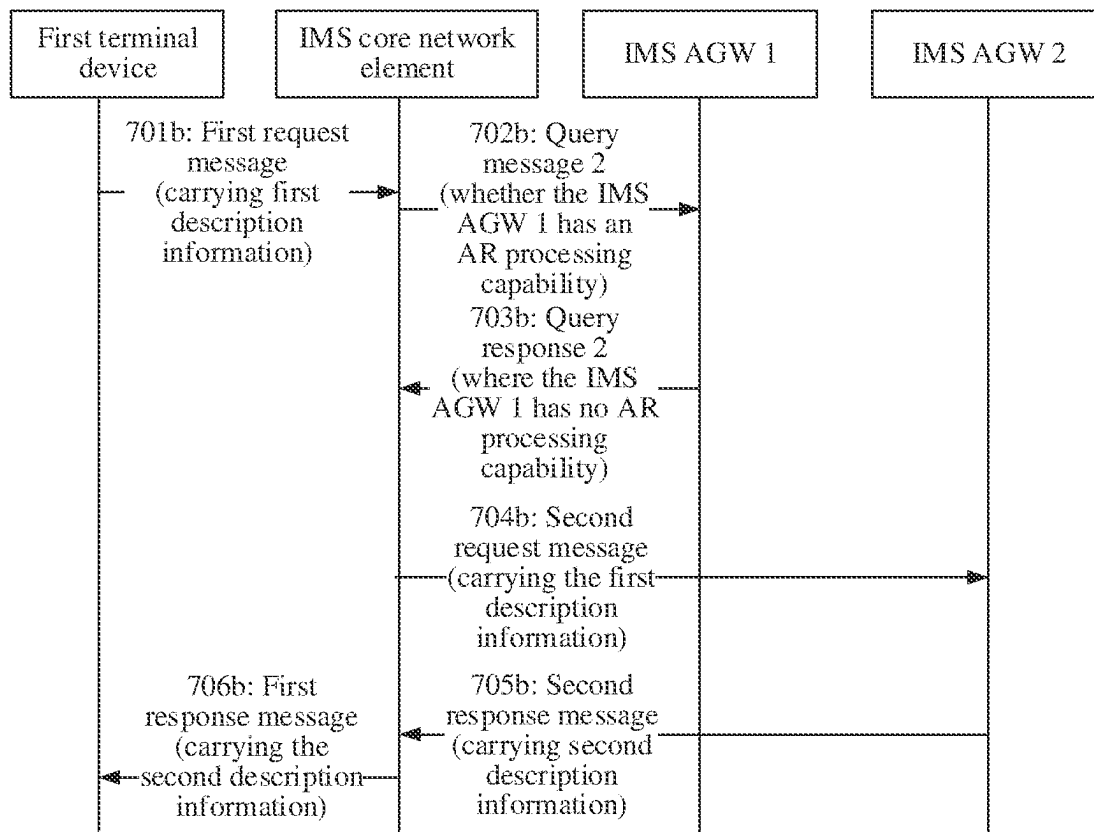 First terminal
device
IMS core network
element
IMS AGW 1
IMS AGW 2
701b: First request
message
(carrying first
description
information)
702b: Query
message 2
(whether the IMS
AGW 1 has an
AR processing
capability)
703b: Query
response 2
(where the IMS
AGW 1 has no AR
processing
capability)
704b: Second
request message
(carrying the first
description
information)
705b: Second
response message
(carrying second
description
information)
706b: First
response message
(carrying the
second description
information)